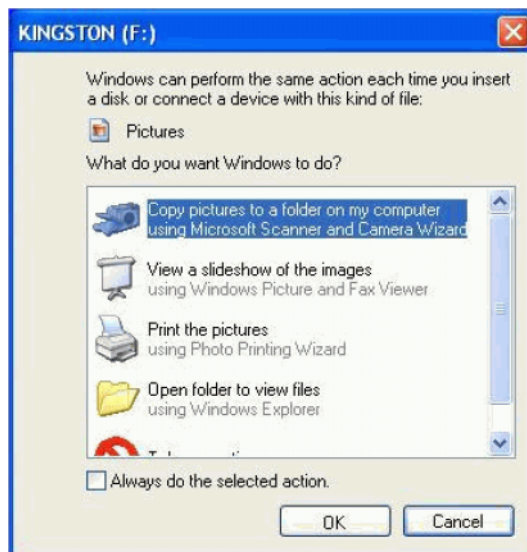 KINGSTON (F:)
Windows can perform the same action each time you insert
a disk or connect a device with this kind of file:
Pictures
What do you want Windows to do?
Copy pictures to a folder on my computer
using Microsoft Scanner and Camera Wizard
View a slideshow of the images
using Windows Picture and Fax Viewer
Print the pictures
using Photo Printing Wizard
Open folder to view files
using Windows Explorer
Always do the selected action.
OK
Cancel